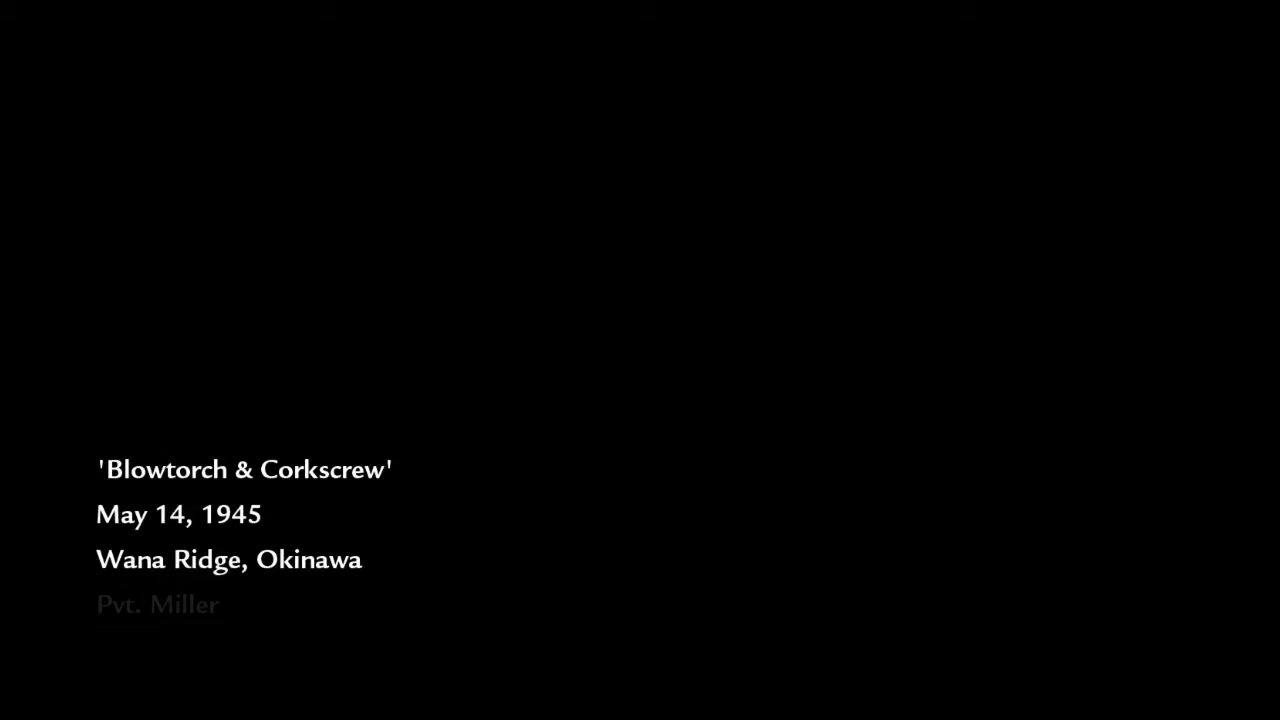 'Blowtorch & Corkscrew'
May 14, 1945
Wana Ridge, Okinawa
Pvt. Miller